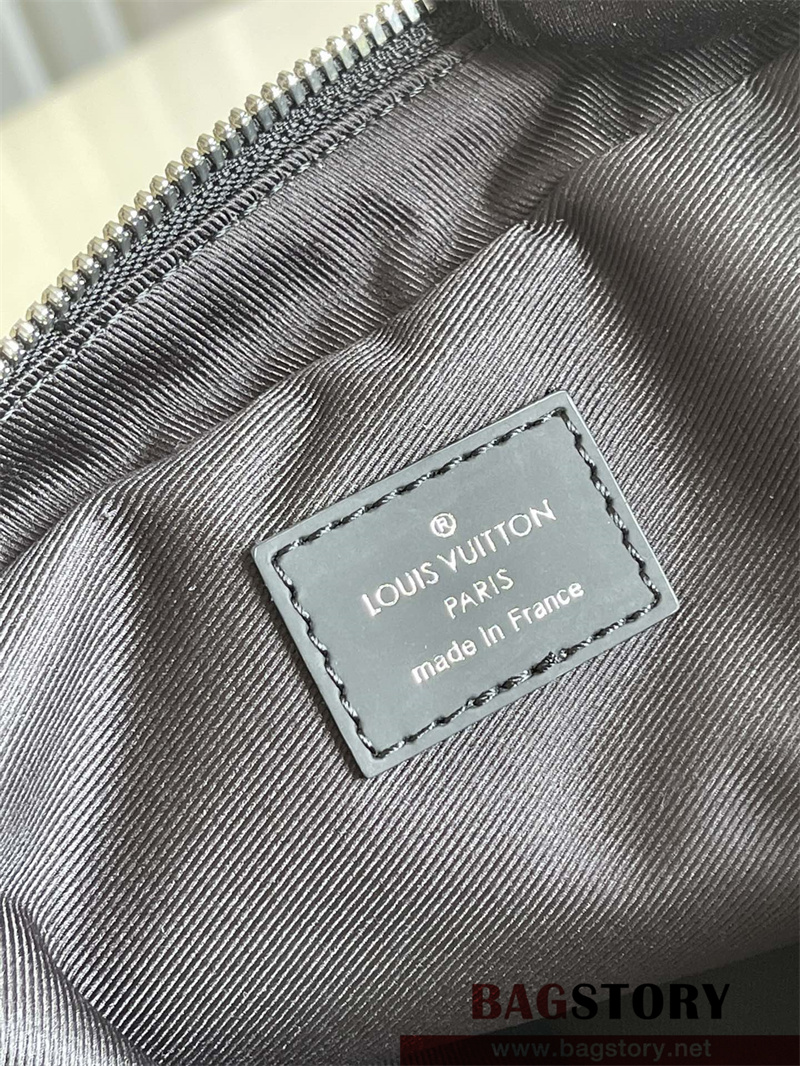 ®
LOUIS VUITTON
PARIS
made in France
BAGSTORY
www.bagstory.net